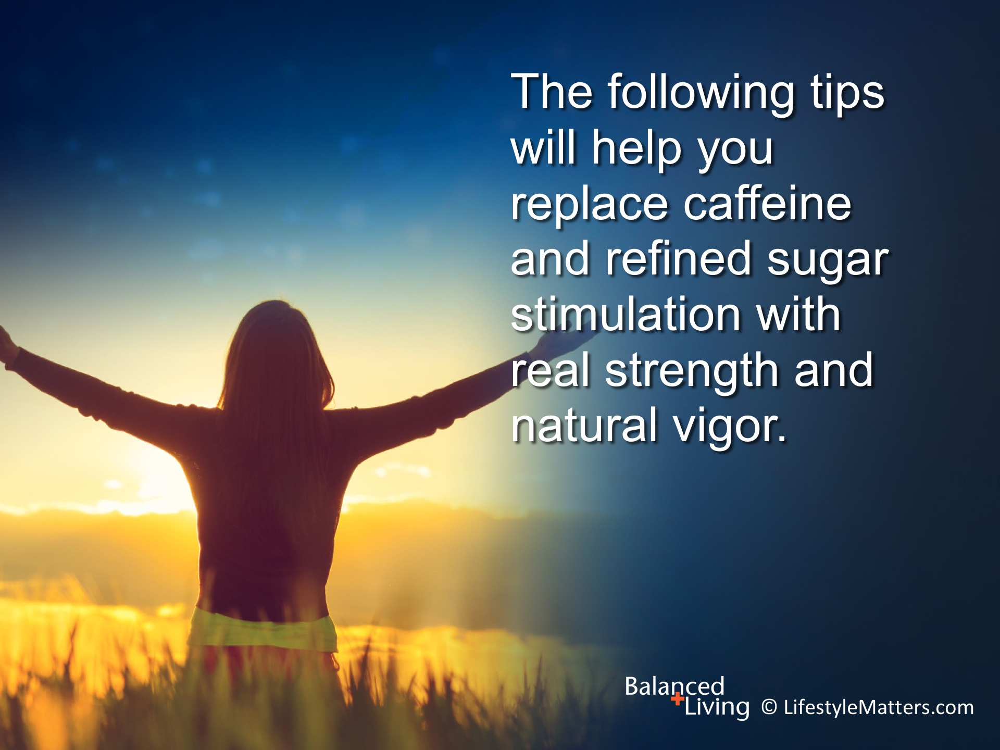 The following tips
will help you
replace caffeine
and refined sugar
stimulation with
real strength and
natural vigor.
Balanced
Living © LifestyleMatters.com